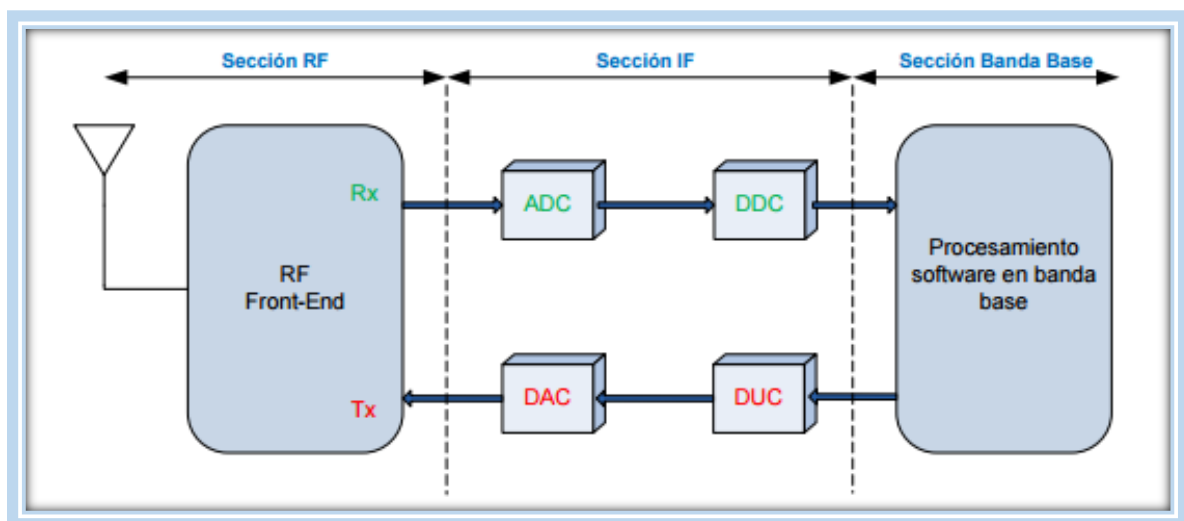 Sección RF
Sección IF
Sección Banda Base
Rx
ADC
DDC
RF
Front-End
Procesamiento
software en banda
base
Tx
DAC
DUC